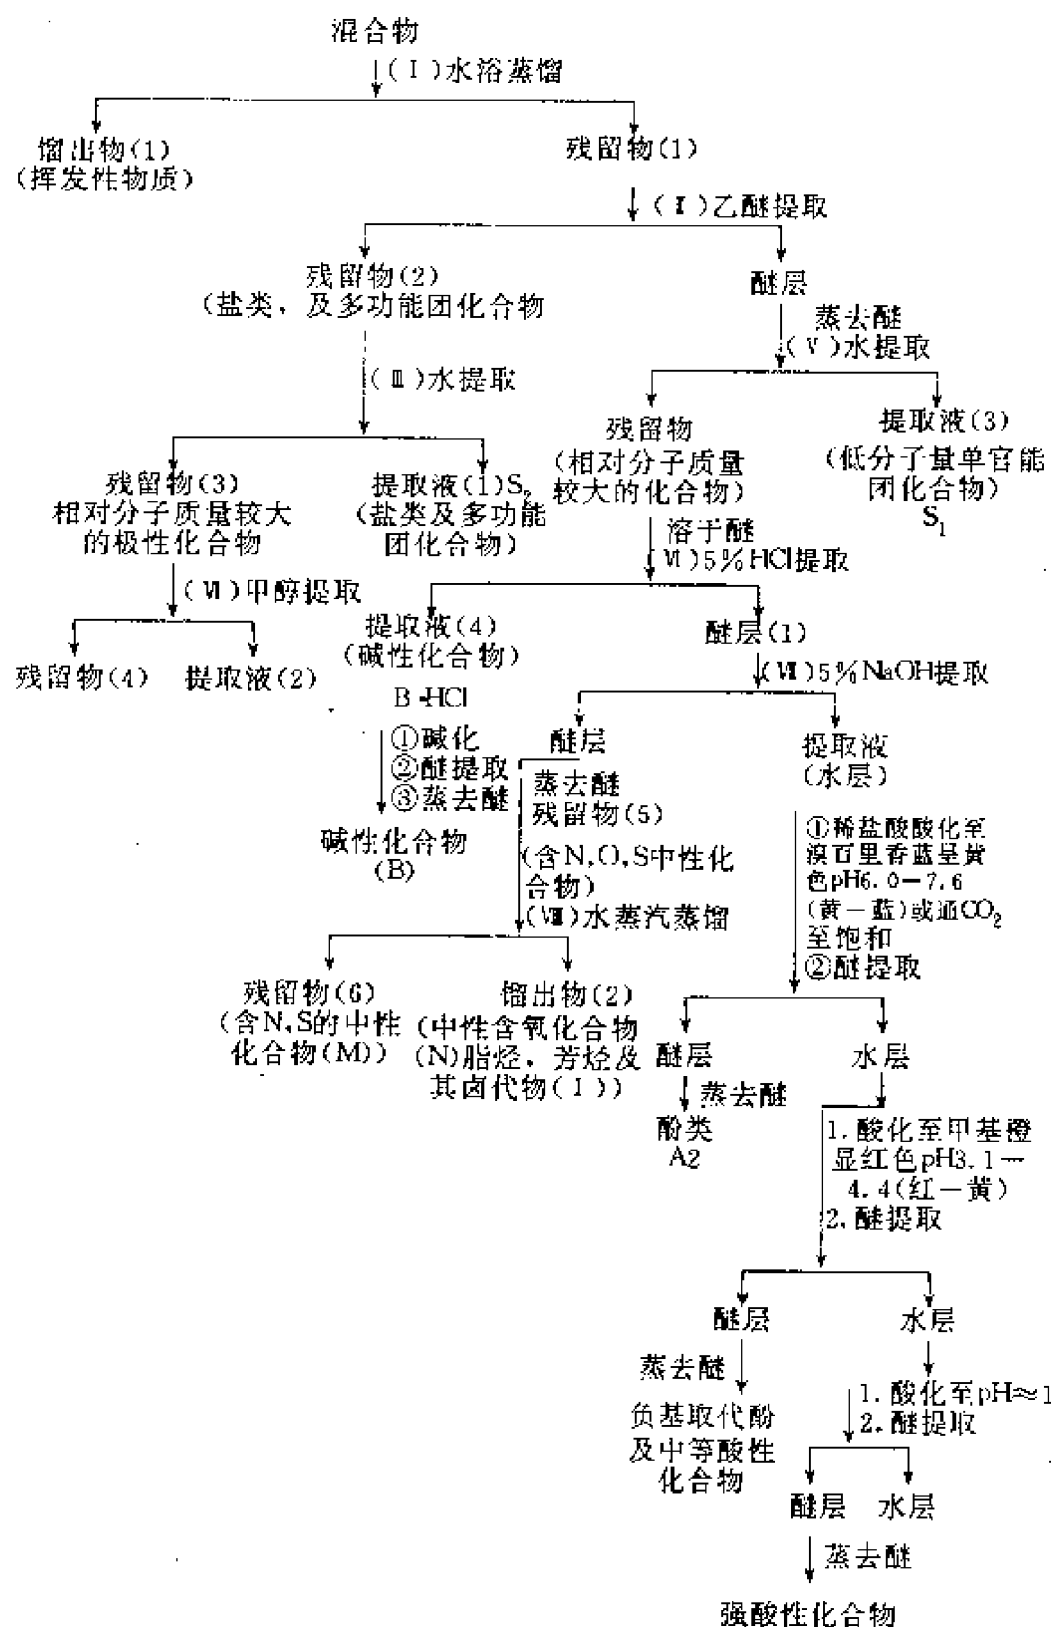 混合物
(Ⅰ)水浴蒸馏
馏出物(1)
(挥发性物质)
残留物(1)
(Ⅱ)乙醚提取
残留物(2)
(盐类，及多功能团化合物
醚层
蒸去醚
(Ⅴ)水提取
(Ⅲ)水提取
残留物
(相对分子质量
较大的化合物)
提取液(3)
(低分子量单官能
团化合物)
S₁
残留物(3)
相对分子质量较大
的极性化合物
提取液(1)S₂
(盐类及多功能
团化合物)
溶于醚
(Ⅵ)5%HCl提取
(Ⅵ)甲醇提取
残留物(4)
提取液(2)
提取液(4)
(碱性化合物)
B·HCl
醚层(1)
(Ⅶ)5%NaOH提取
①碱化
②醚提取
③蒸去醚
碱性化合物
(B)
醚层
蒸去醚
残留物(5)
(含N,O,S中性化
合物)
(Ⅷ)水蒸汽蒸馏
提取液
(水层)
①稀盐酸酸化至
溴百里香蓝呈黄
色pH6.0－7.6
(黄－蓝)或通CO₂
至饱和
②醚提取
残留物(6)
(含N,S的中性
化合物(M))
馏出物(2)
(中性含氧化合物
(N)脂烃，芳烃及
其卤代物(Ⅰ))
醚层
蒸去醚
酚类
A2
水层
1.酸化至甲基橙
显红色pH3.1－
4.4(红－黄)
2.醚提取
醚层
蒸去醚
负基取代酚
及中等酸性
化合物
水层
1.酸化至pH≈1
2.醚提取
醚层
水层
蒸去醚
强酸性化合物